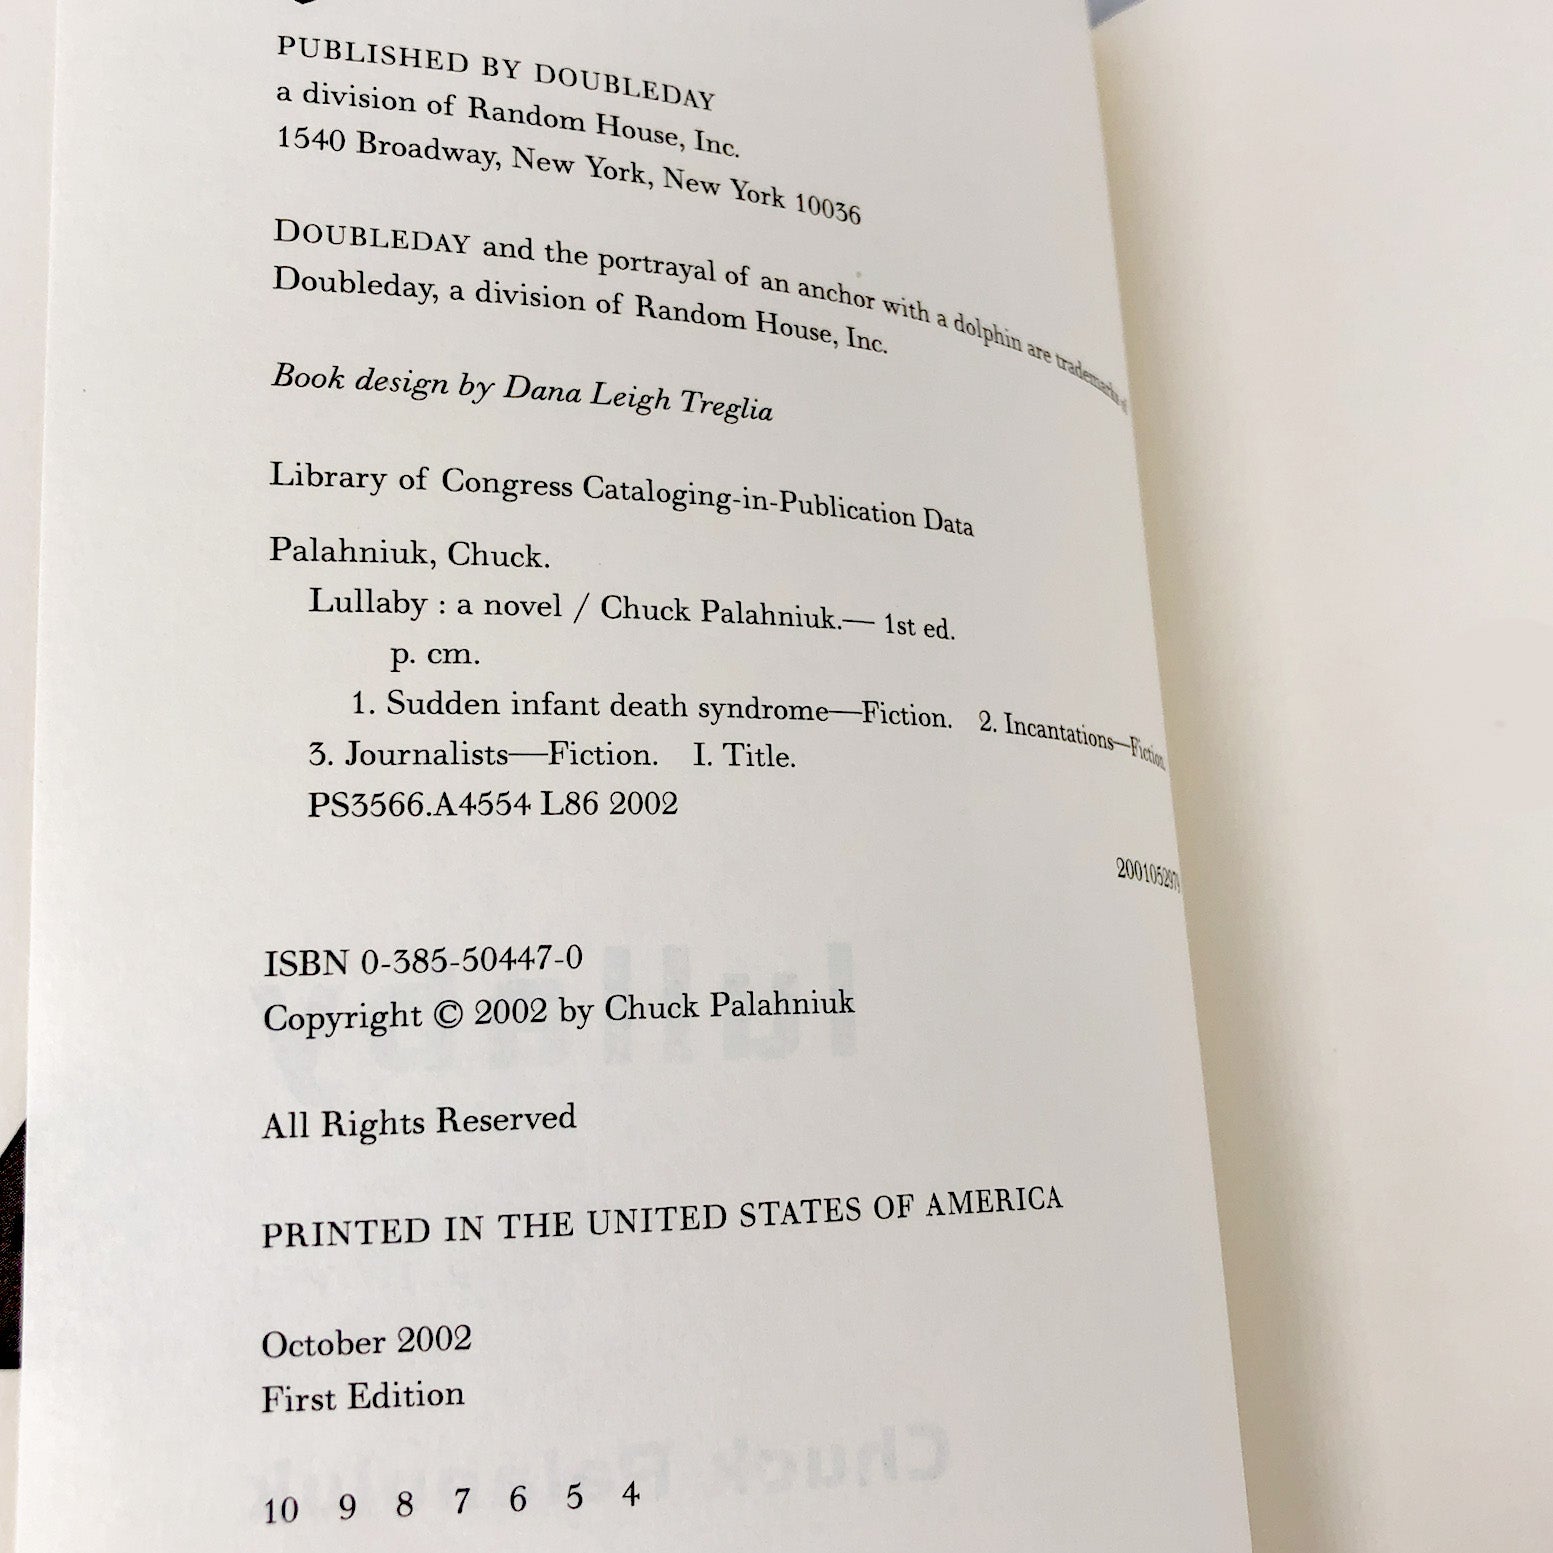 PUBLISHED BY DOUBLEDAY
a division of Random House, Inc.
1540 Broadway, New York, New York 10036
DOUBLEDAY and the portrayal of an anchor with a dolphin are trademarks of
Doubleday, a division of Random House, Inc.
Book design by Dana Leigh Treglia
Library of Congress Cataloging-in-Publication Data
Palahniuk, Chuck.
Lullaby : a novel / Chuck Palahniuk.— 1st ed.
p. cm.
1. Sudden infant death syndrome—Fiction. 2. Incantations—Fiction.
3. Journalists—Fiction. I. Title.
PS3566.A4554 L86 2002
2001052979
ISBN 0-385-50447-0
Copyright © 2002 by Chuck Palahniuk
All Rights Reserved
PRINTED IN THE UNITED STATES OF AMERICA
October 2002
First Edition
10 9 8 7 6 5 4